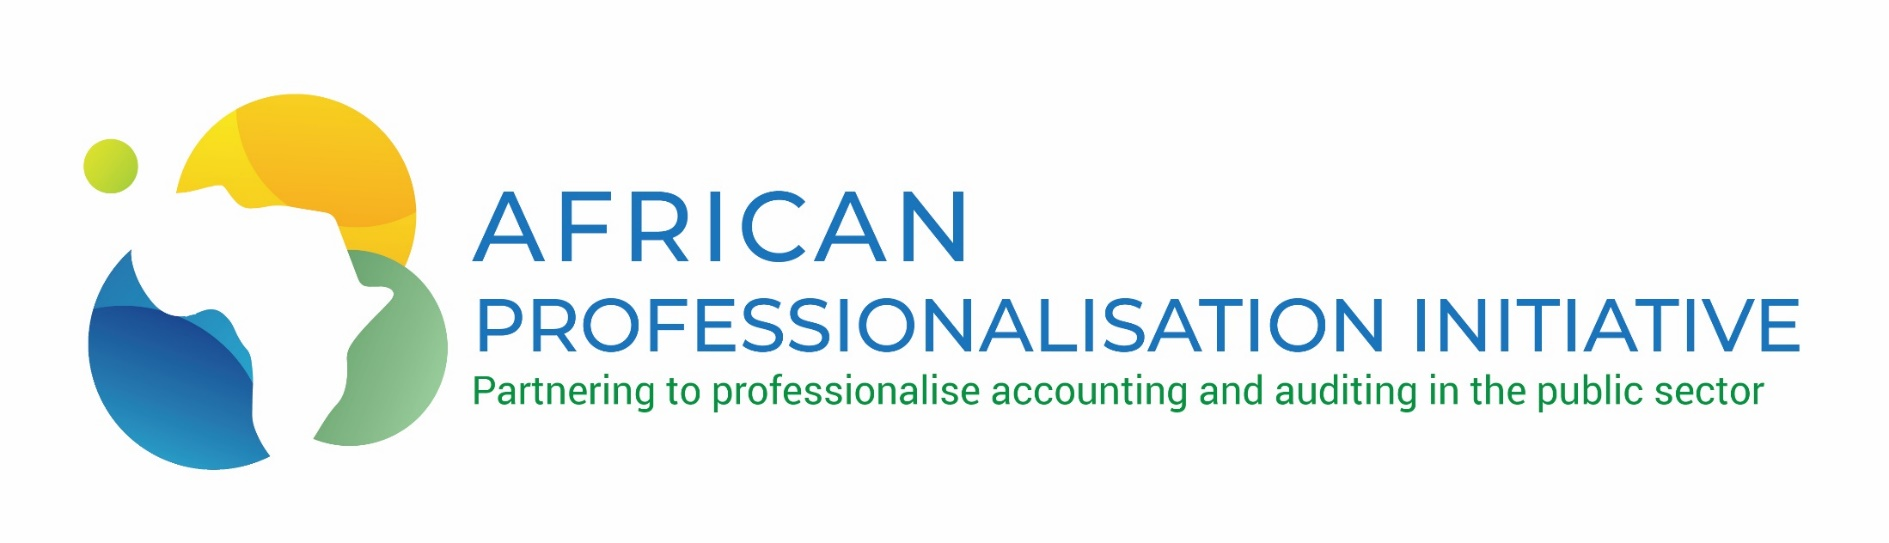 AFRICAN
PROFESSIONALISATION INITIATIVE
Partnering to professionalise accounting and auditing in the public sector